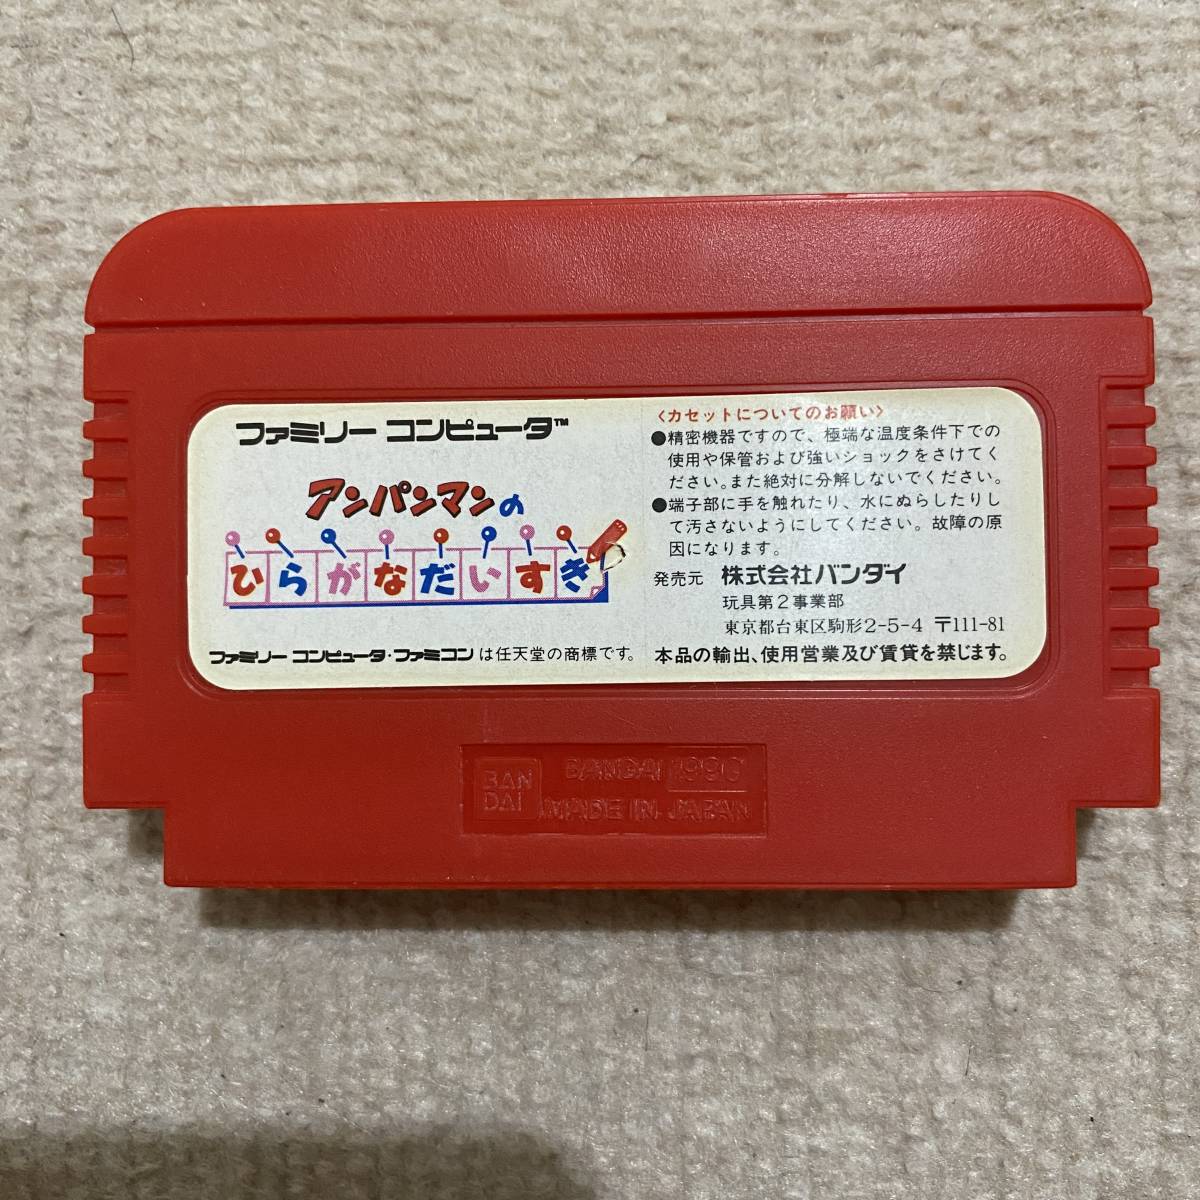 ファミリー コンピュータ™
アンパンマンの
ひらがなだいすき
ファミリー コンピュータ・ファミコン は任天堂の商標です。
〈カセットについてのお願い〉
●精密機器ですので、極端な温度条件下での
使用や保管および強いショックをさけてく
ださい。また絶対に分解しないでください。
●端子部に手を触れたり、水にぬらしたりし
て汚さないようにしてください。故障の原
因になります。
発売元 株式会社バンダイ
玩具第2事業部
東京都台東区駒形2-5-4 〒111-81
本品の輸出、使用営業及び賃貸を禁じます。
BAN
DAI
BANDAI 1990
MADE IN JAPAN